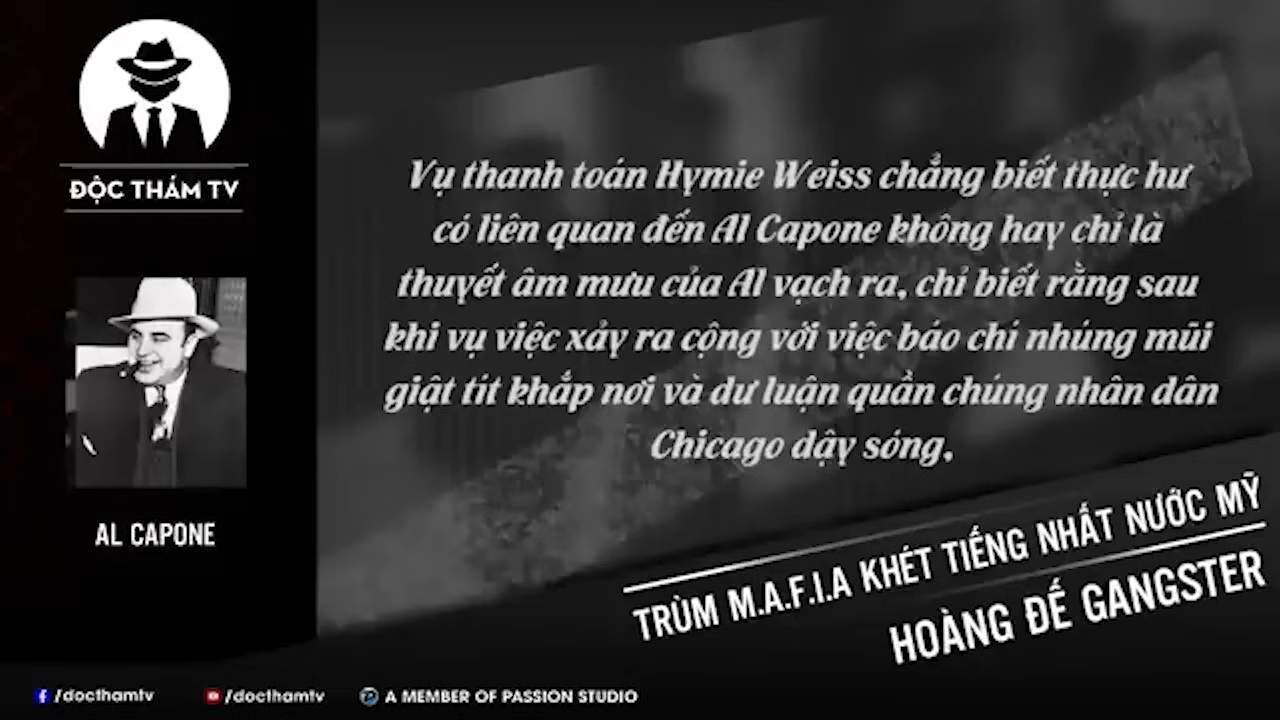 ĐỘC THÁM TV
AL CAPONE
Vụ thanh toán Hymie Weiss chẳng biết thực hư
có liên quan đến Al Capone không hay chỉ là
thuyết âm mưu của Al vạch ra, chỉ biết rằng sau
khi vụ việc xảy ra cộng với việc báo chí nhúng mũi
giật tít khắp nơi và dư luận quần chúng nhân dân
Chicago dậy sóng,
TRÙM M.A.F.I.A KHÉT TIẾNG NHẤT NƯỚC MỸ
HOÀNG ĐẾ GANGSTER
/docthamtv
/docthamtv
A MEMBER OF PASSION STUDIO